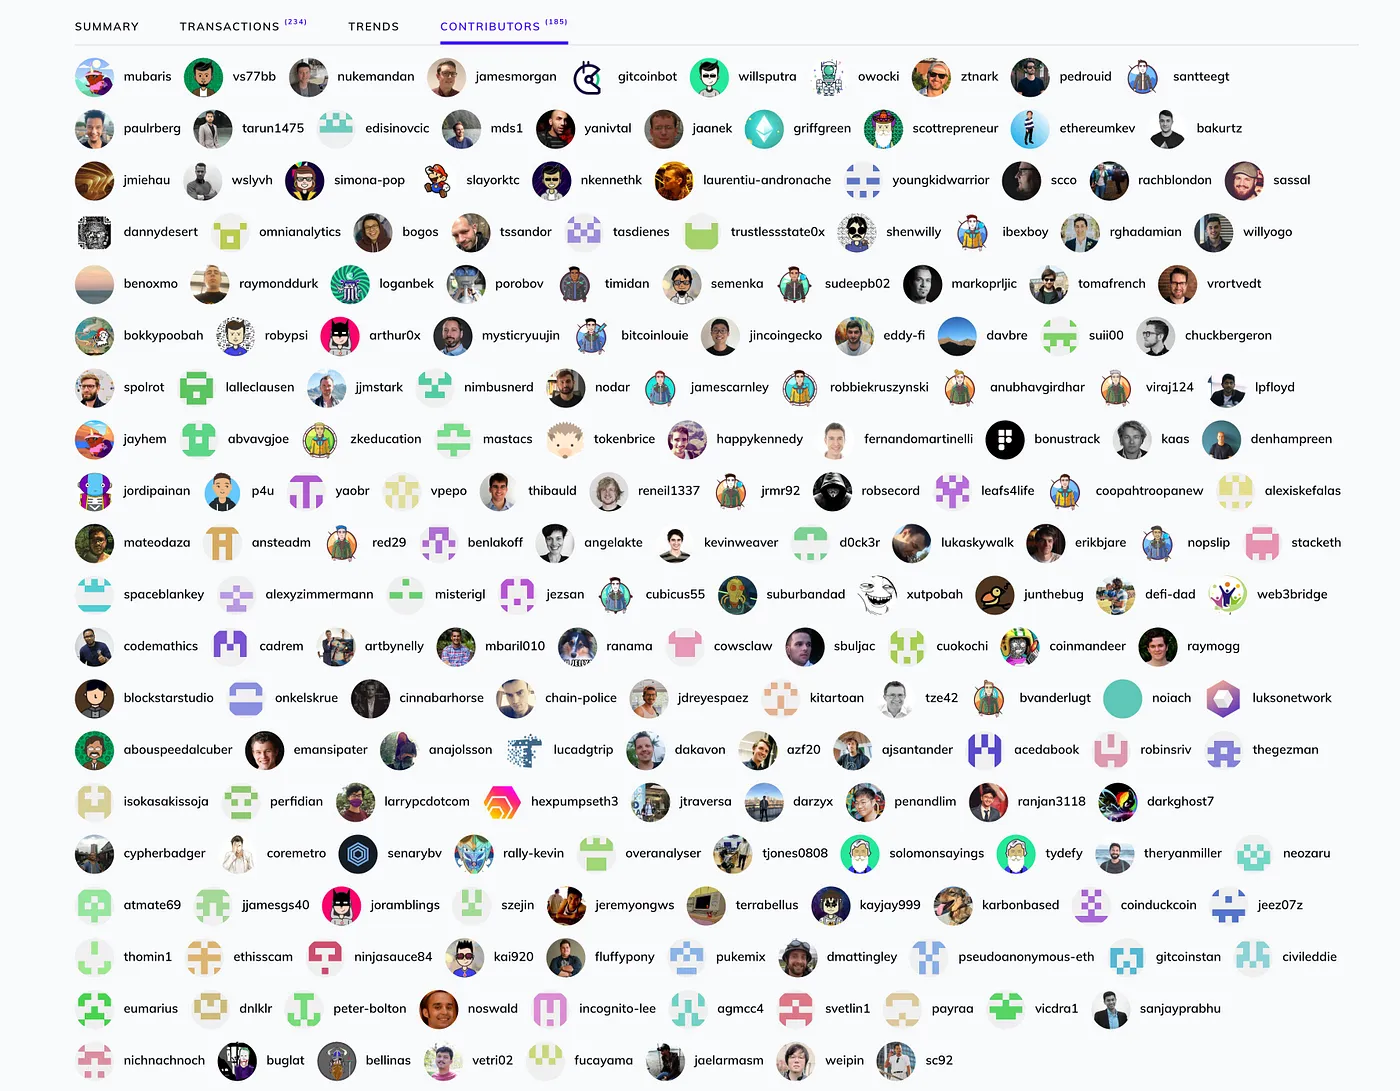 SUMMARY TRANSACTIONS (234) TRENDS CONTRIBUTORS (185)
mubaris vs77bb nukemandan jamesmorgan gitcoinbot willsputra owocki ztnark pedrouid santteegt
paulrberg tarun1475 edisinovcic mds1 yanivtal jaanek griffgreen scottrepreneur ethereumkev bakurtz
jmiehau wslyvh simona-pop slayorktc nkennethk laurentiu-andronache youngkidwarrior scco rachblondon sassal
dannydesert omnianalytics bogos tssandor tasdienes trustlessstate0x shenwilly ibexboy rghadamian willyogo
benoxmo raymonddurk loganbek porobov timidan semenka sudeepb02 markoprljic tomafrench vrortvedt
bokkypoobah robypsi arthur0x mysticryuujin bitcoinlouie jincoingecko eddy-fi davbre suii00 chuckbergeron
spolrot lalleclausen jjmstark nimbusnerd nodar jamescarnley robbiekruszynski anubhavgirdhar viraj124 lpfloyd
jayhem abvavgjoe zkeducation mastacs tokenbrice happykennedy fernandomartinelli bonustrack kaas denhampreen
jordipainan p4u yaobr vpepo thibauld reneil1337 jrmr92 robsecord leafs4life coopahtroopanew alexiskefalas
mateodaza ansteadm red29 benlakoff angelakte kevinweaver d0ck3r lukaskywalk erikbjare nopslip stacketh
spaceblankey alexyzimmermann misterigl jezsan cubicus55 suburbandad xutpobah junthebug defi-dad web3bridge
codemathics cadrem artbynelly mbaril010 ranama cowsclaw sbuljac cuokochi coinmandeer raymogg
blockstarstudio onkelskrue cinnabarhorse chain-police jdreyespaez kitartoan tze42 bvanderlugt noiach luksonetwork
abouspeedalcuber emansipater anajolsson lucadgtrip dakavon azf20 ajsantander acedabook robinsriv thegezman
isokasakissoja perfidian larrypcdotcom hexpumpseth3 jtraversa darzyx penandlim ranjan3118 darkghost7
cypherbadger coremetro senarybv rally-kevin overanalyser tjones0808 solomonsayings tydefy theryanmiller neozaru
atmate69 jjamesgs40 joramblings szejin jeremyongws terrabellus kayjay999 karbonbased coinduckcoin jeez07z
thomin1 ethisscam ninjasauce84 kai920 fluffypony pukemix dmattingley pseudoanonymous-eth gitcoinstan civileddie
eumarius dnlklr peter-bolton noswald incognito-lee agmcc4 svetlin1 payraa vicdra1 sanjayprabhu
nichnachnoch buglat bellinas vetri02 fucayama jaelarmasm weipin sc92